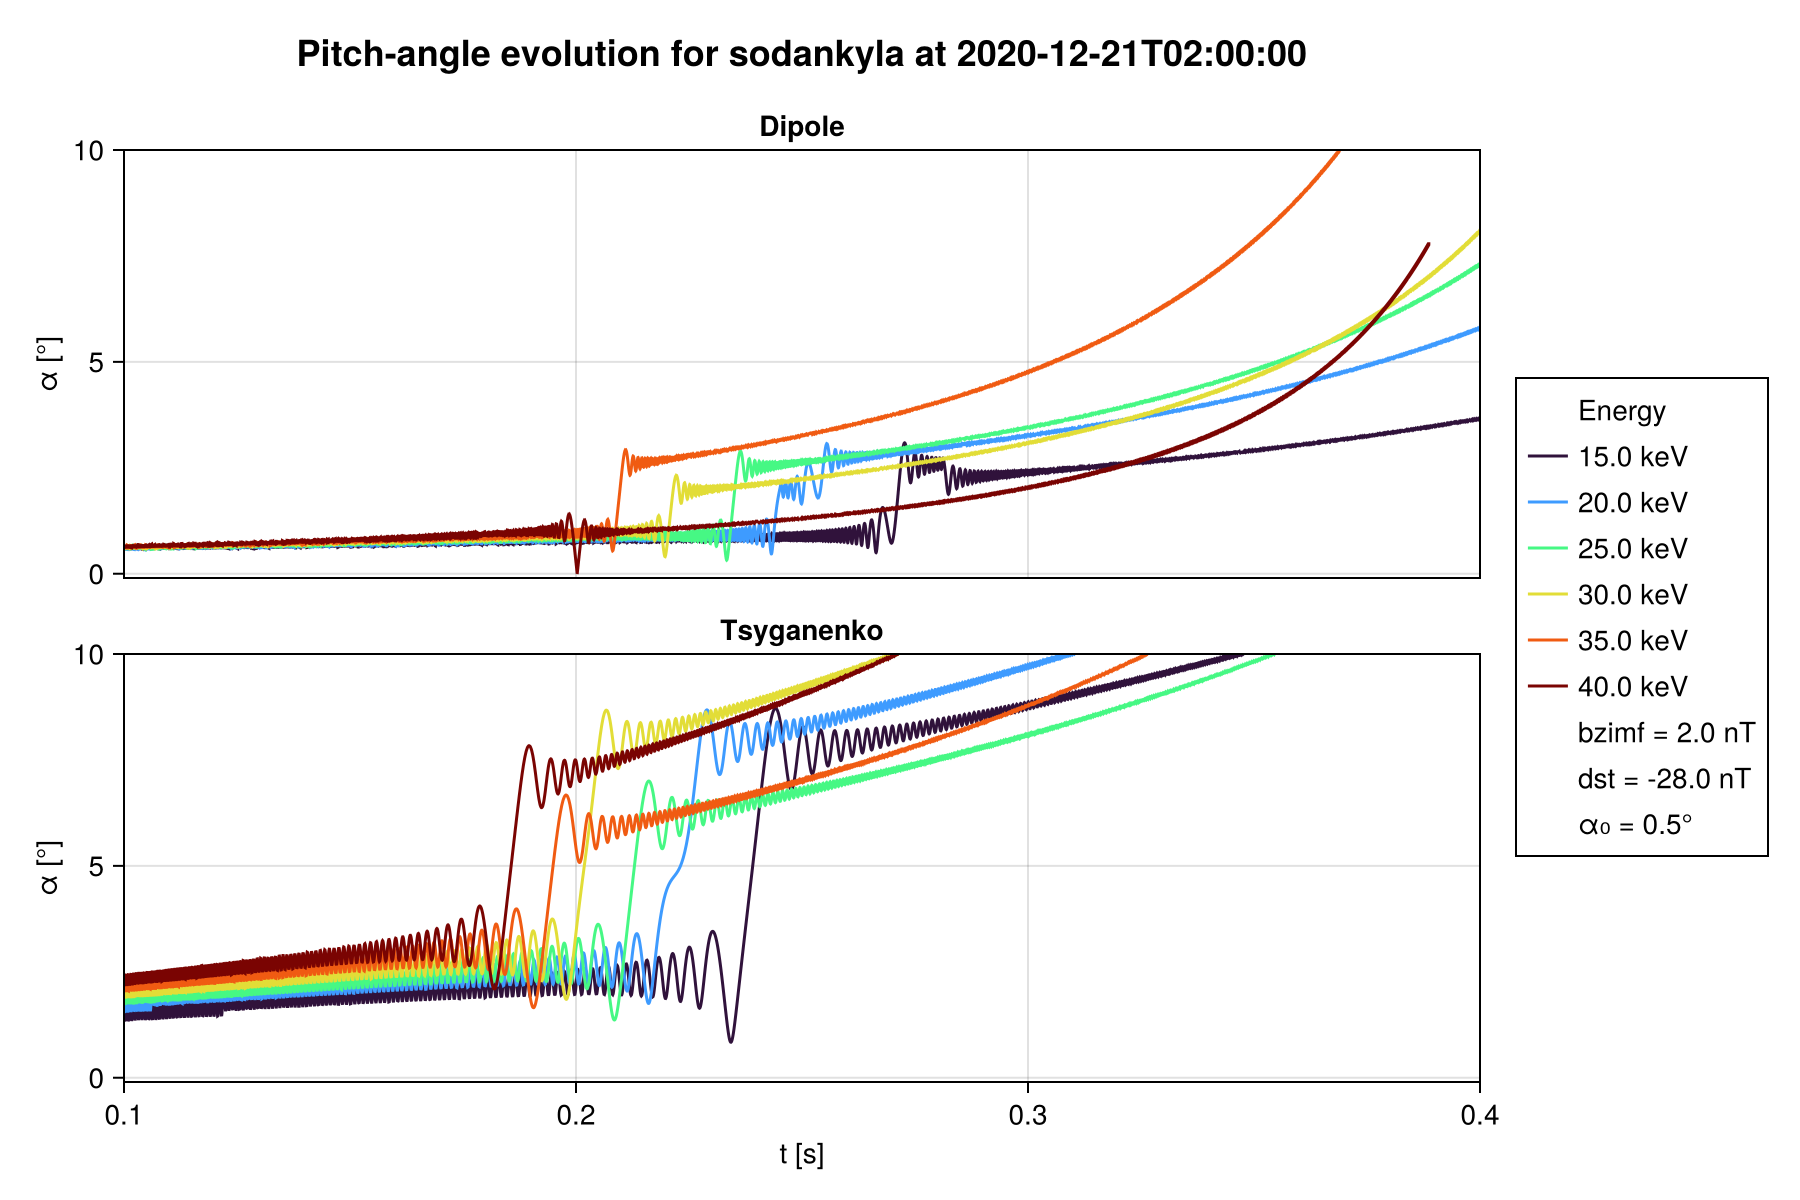 Pitch-angle evolution for sodankyla at 2020-12-21T02:00:00
Dipole
10
5
0
α [°]
Tsyganenko
10
5
0
α [°]
0.1
0.2
0.3
0.4
t [s]
Energy
15.0 keV
20.0 keV
25.0 keV
30.0 keV
35.0 keV
40.0 keV
bzimf = 2.0 nT
dst = -28.0 nT
α₀ = 0.5°